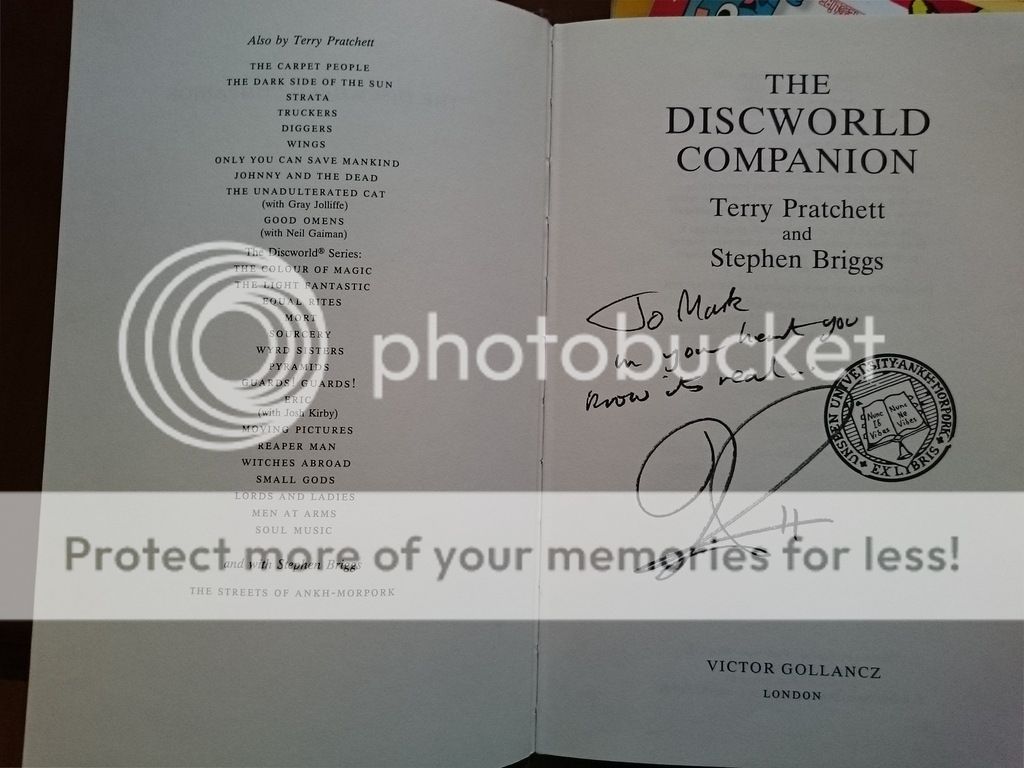 Also by Terry Pratchett
THE CARPET PEOPLE
THE DARK SIDE OF THE SUN
STRATA
TRUCKERS
DIGGERS
WINGS
ONLY YOU CAN SAVE MANKIND
JOHNNY AND THE DEAD
THE UNADULTERATED CAT
(with Gray Jolliffe)
GOOD OMENS
(with Neil Gaiman)
The Discworld® Series:
THE COLOUR OF MAGIC
THE LIGHT FANTASTIC
EQUAL RITES
MORT
SOURCERY
WYRD SISTERS
PYRAMIDS
GUARDS! GUARDS!
ERIC
(with Josh Kirby)
MOVING PICTURES
REAPER MAN
WITCHES ABROAD
SMALL GODS
LORDS AND LADIES
MEN AT ARMS
SOUL MUSIC
and with Stephen Briggs
THE STREETS OF ANKH-MORPORK
THE
DISCWORLD
COMPANION
Terry Pratchett
and
Stephen Briggs
To Mark
in your heart you
know its real...
UNSEEN UNIVERSITY·ANKH-MORPORK
EX LIBRIS
Nunc Id Vides
Nunc Ne Vides
VICTOR GOLLANCZ
LONDON
photobucket
Protect more of your memories for less!